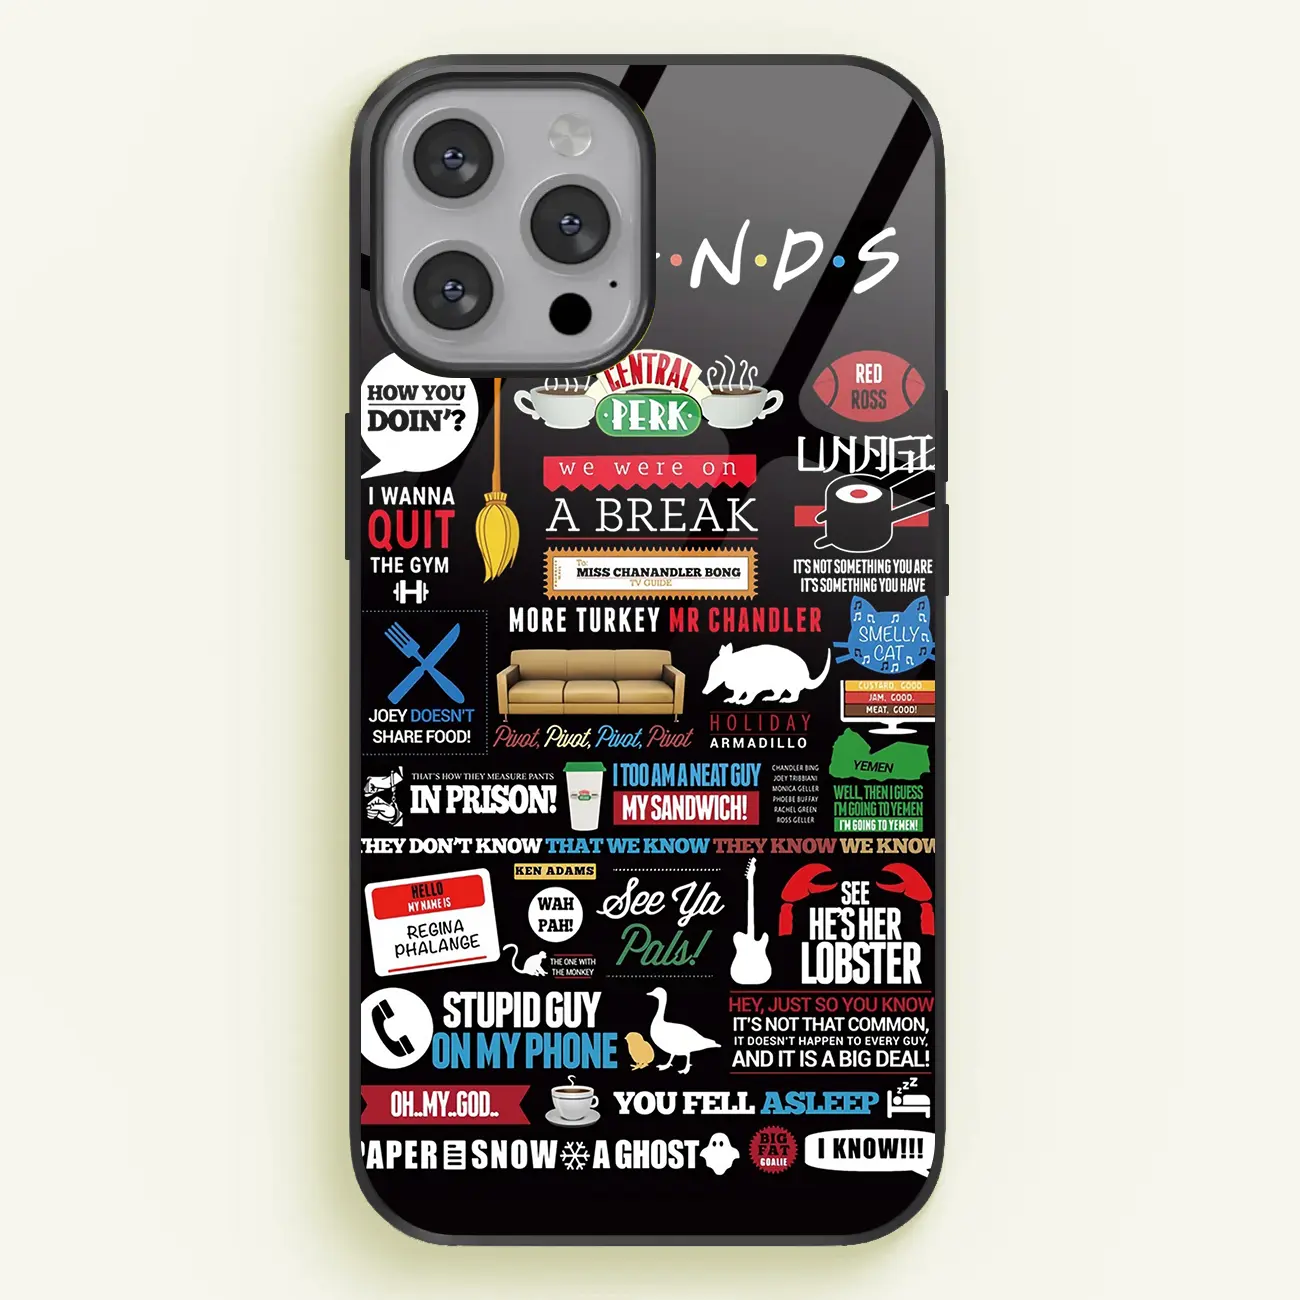 N·D·S
CENTRAL
·PERK·
HOW YOU
DOIN'?
RED
ROSS
we were on
A BREAK
UNAGI
I WANNA
QUIT
THE GYM
To:
MISS CHANANDLER BONG
TV GUIDE
IT'S NOT SOMETHING YOU ARE
IT'S SOMETHING YOU HAVE
MORE TURKEY MR CHANDLER
SMELLY
CAT
CUSTARD, GOOD
JAM, GOOD.
MEAT, GOOD!
JOEY DOESN'T
SHARE FOOD!
Pivot, Pivot, Pivot, Pivot
HOLIDAY
ARMADILLO
YEMEN
WELL, THEN I GUESS
I'M GOING TO YEMEN
I'M GOING TO YEMEN!
THAT'S HOW THEY MEASURE PANTS
IN PRISON!
I TOO AM A NEAT GUY
MY SANDWICH!
CHANDLER BING
JOEY TRIBBIANI
MONICA GELLER
PHOEBE BUFFAY
RACHEL GREEN
ROSS GELLER
THEY DON'T KNOW THAT WE KNOW THEY KNOW WE KNOW
HELLO
MY NAME IS
REGINA
PHALANGE
KEN ADAMS
WAH
PAH!
THE ONE WITH
THE MONKEY
See Ya
Pals!
SEE
HE'S HER
LOBSTER
STUPID GUY
ON MY PHONE
HEY, JUST SO YOU KNOW
IT'S NOT THAT COMMON,
IT DOESN'T HAPPEN TO EVERY GUY,
AND IT IS A BIG DEAL!
OH..MY..GOD..
YOU FELL ASLEEP
zzZ
PAPER SNOW A GHOST
BIG
FAT
GOALIE
I KNOW!!!